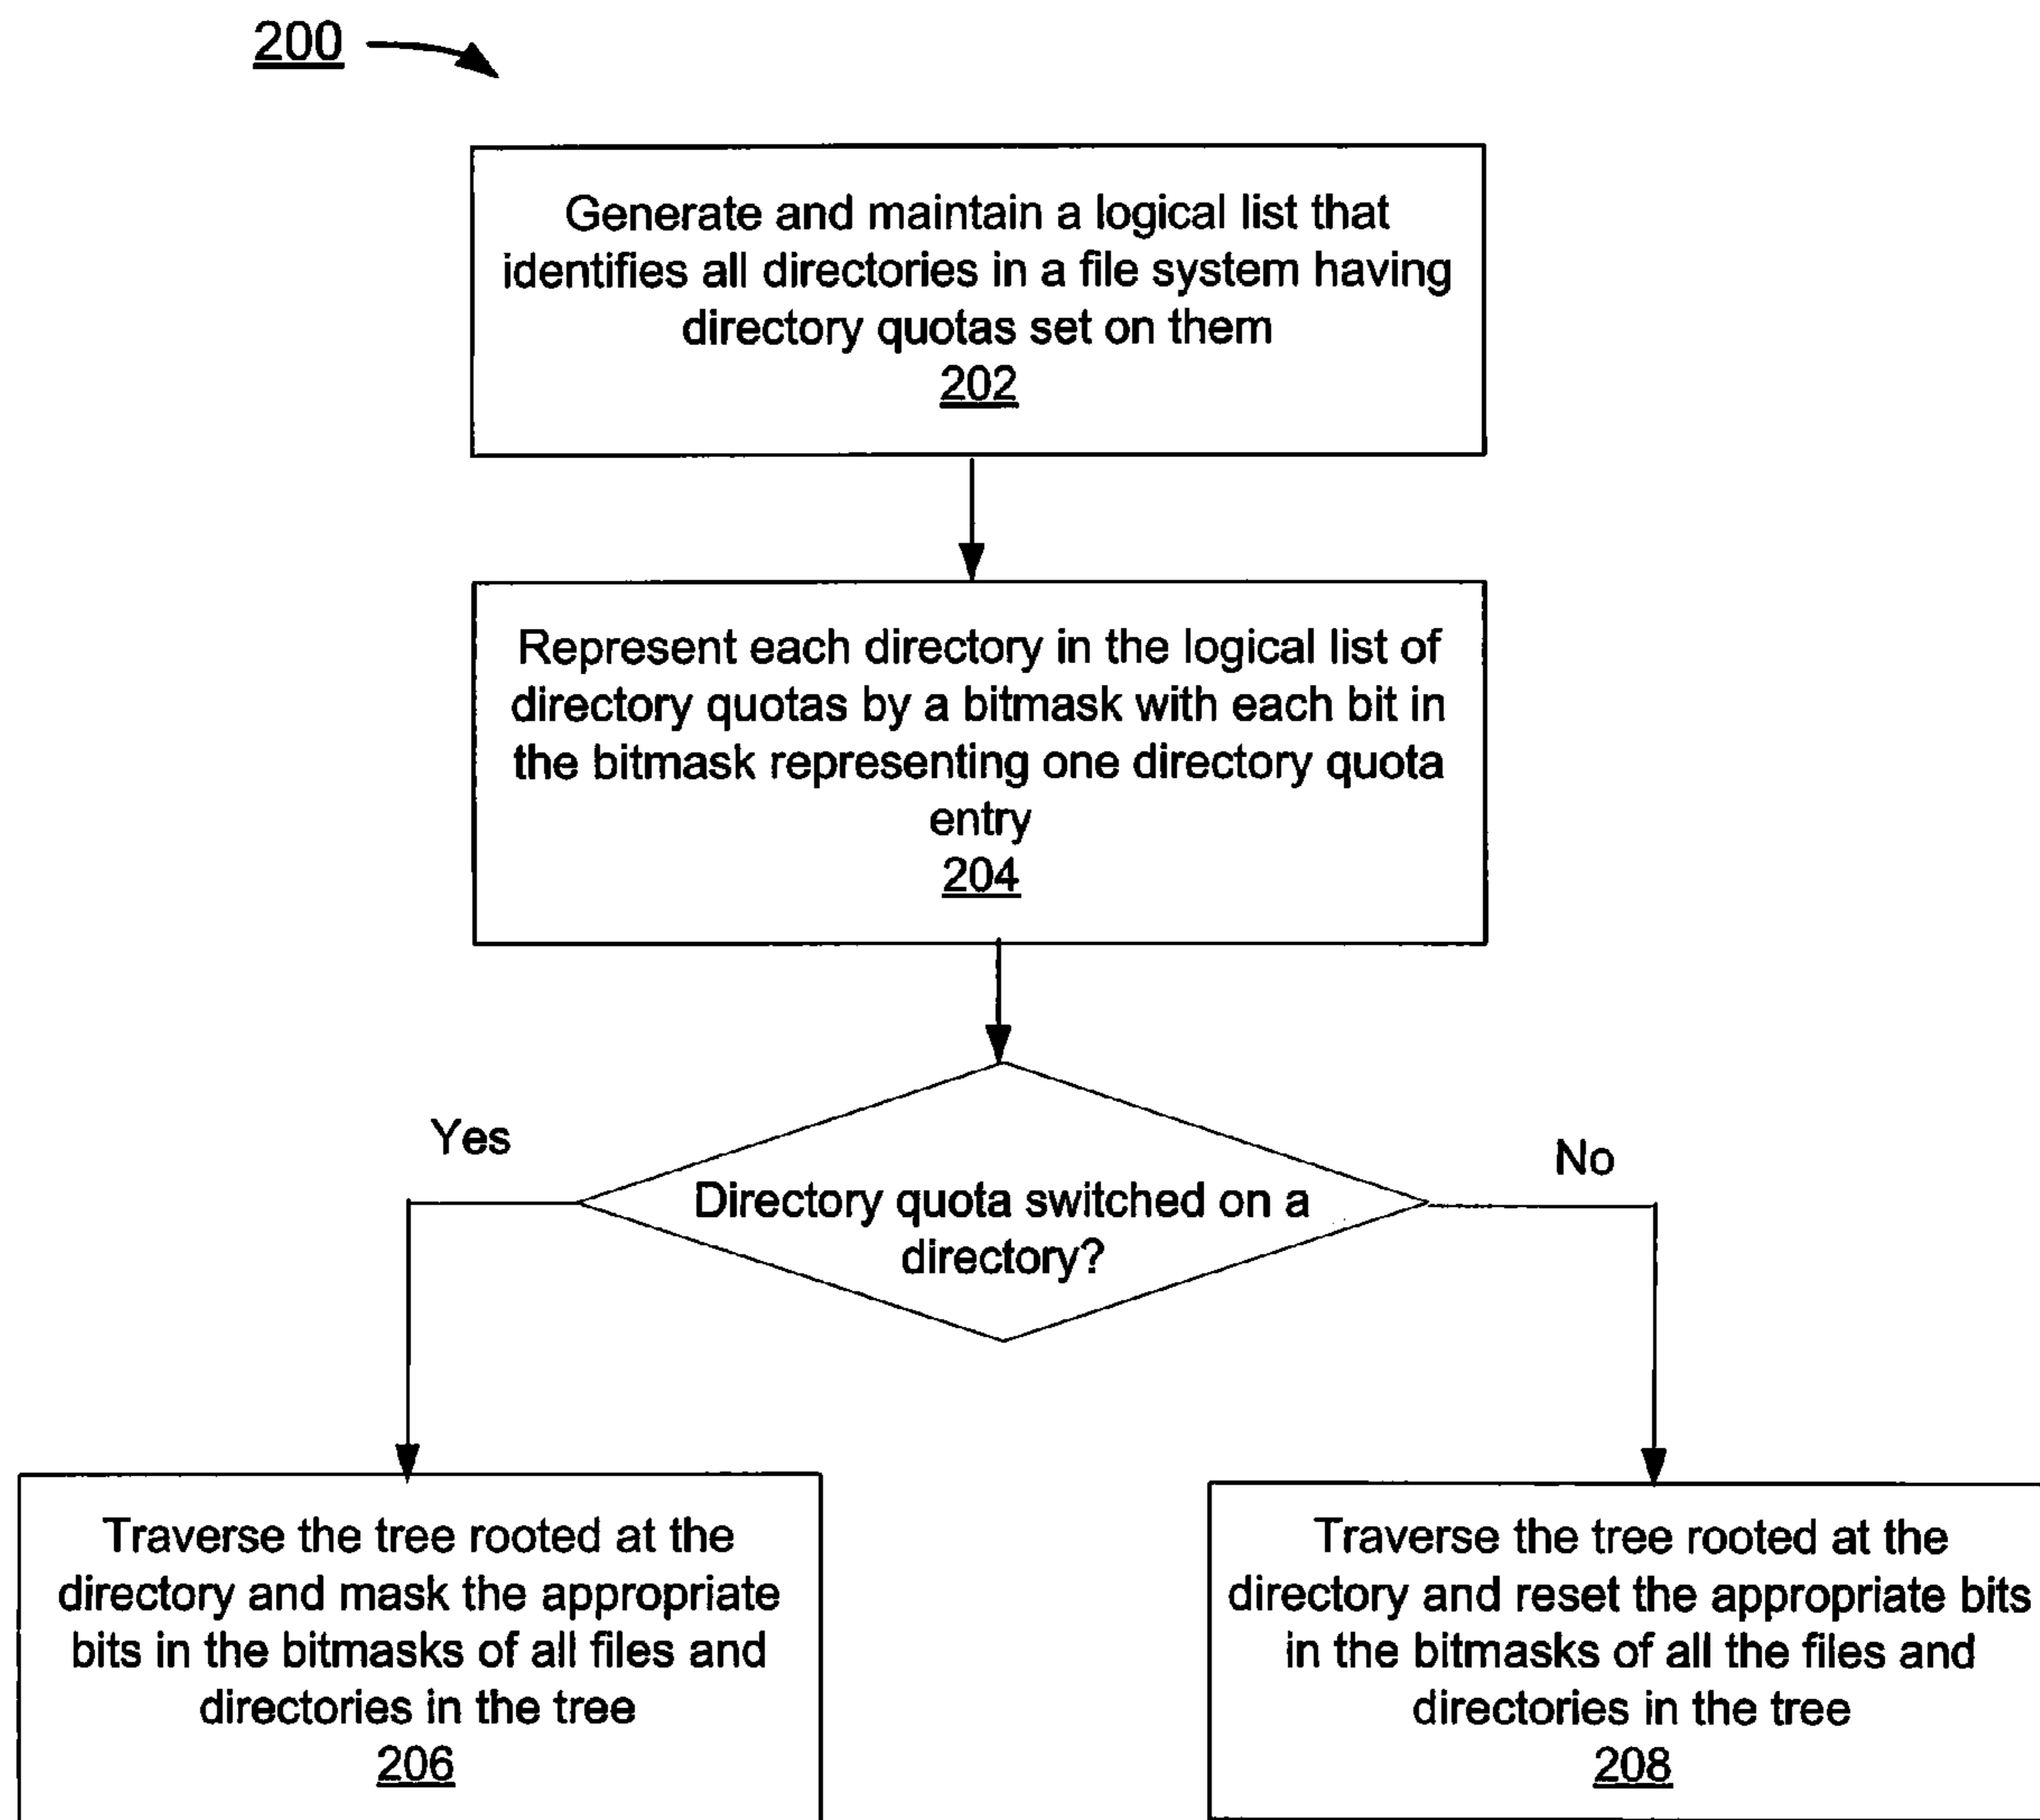 200
Generate and maintain a logical list that
identifies all directories in a file system having
directory quotas set on them
202
Represent each directory in the logical list of
directory quotas by a bitmask with each bit in
the bitmask representing one directory quota
entry
204
Yes
No
Directory quota switched on a
directory?
Traverse the tree rooted at the
directory and mask the appropriate
bits in the bitmasks of all files and
directories in the tree
206
Traverse the tree rooted at the
directory and reset the appropriate bits
in the bitmasks of all the files and
directories in the tree
208